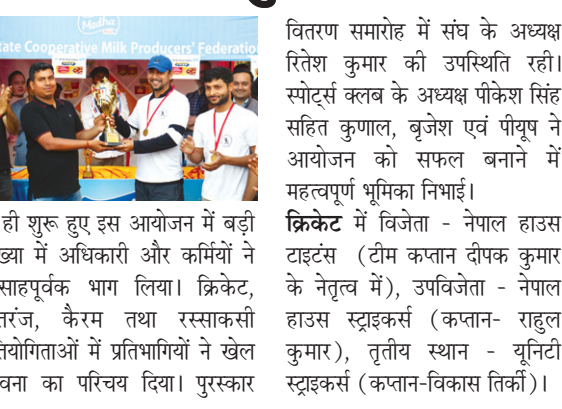 Medha
tate Cooperative Milk Producers' Federation
ही शुरू हुए इस आयोजन में बड़ी
ख्या में अधिकारी और कर्मियों ने
साहपूर्वक भाग लिया। क्रिकेट,
तरंज, कैरम तथा रस्साकसी
तियोगिताओं में प्रतिभागियों ने खेल
वना का परिचय दिया। पुरस्कार
वितरण समारोह में संघ के अध्यक्ष
रितेश कुमार की उपस्थिति रही।
स्पोर्ट्स क्लब के अध्यक्ष पीकेश सिंह
सहित कुणाल, बृजेश एवं पीयूष ने
आयोजन को सफल बनाने में
महत्वपूर्ण भूमिका निभाई।
क्रिकेट में विजेता - नेपाल हाउस
टाइटंस (टीम कप्तान दीपक कुमार
के नेतृत्व में), उपविजेता - नेपाल
हाउस स्ट्राइकर्स (कप्तान- राहुल
कुमार), तृतीय स्थान - यूनिटी
स्ट्राइकर्स (कप्तान-विकास तिर्की)।